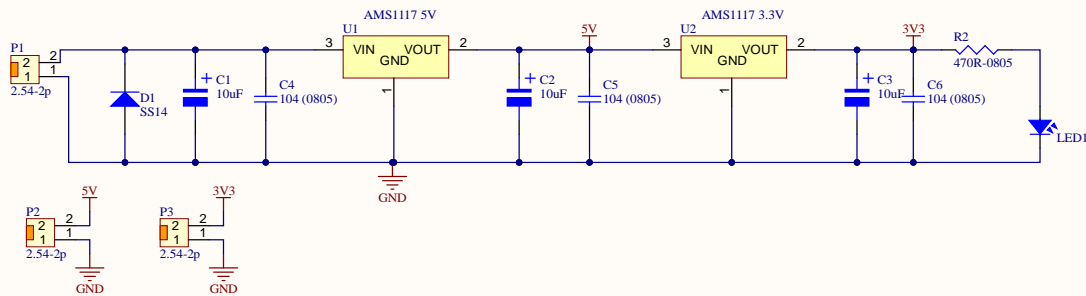 AMS1117 5V
AMS1117 3.3V
P1
2
2
1
1
2.54-2p
D1
SS14
C1
10uF
C4
104 (0805)
U1
3
VIN
VOUT
GND
2
1
C2
10uF
5V
C5
104 (0805)
U2
3
VIN
VOUT
GND
2
1
C3
10uF
3V3
C6
104 (0805)
R2
470R-0805
LED1
GND
P2
2
2
1
1
2.54-2p
5V
GND
P3
2
2
1
1
2.54-2p
3V3
GND